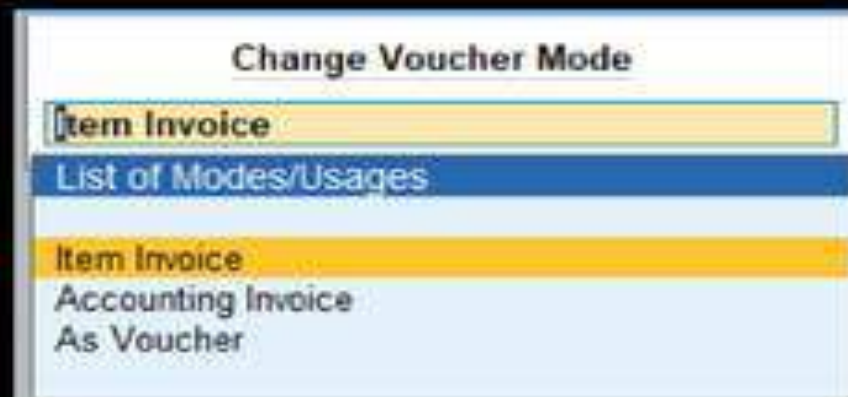 Change Voucher Mode
Item Invoice
List of Modes/Usages
Item Invoice
Accounting Invoice
As Voucher